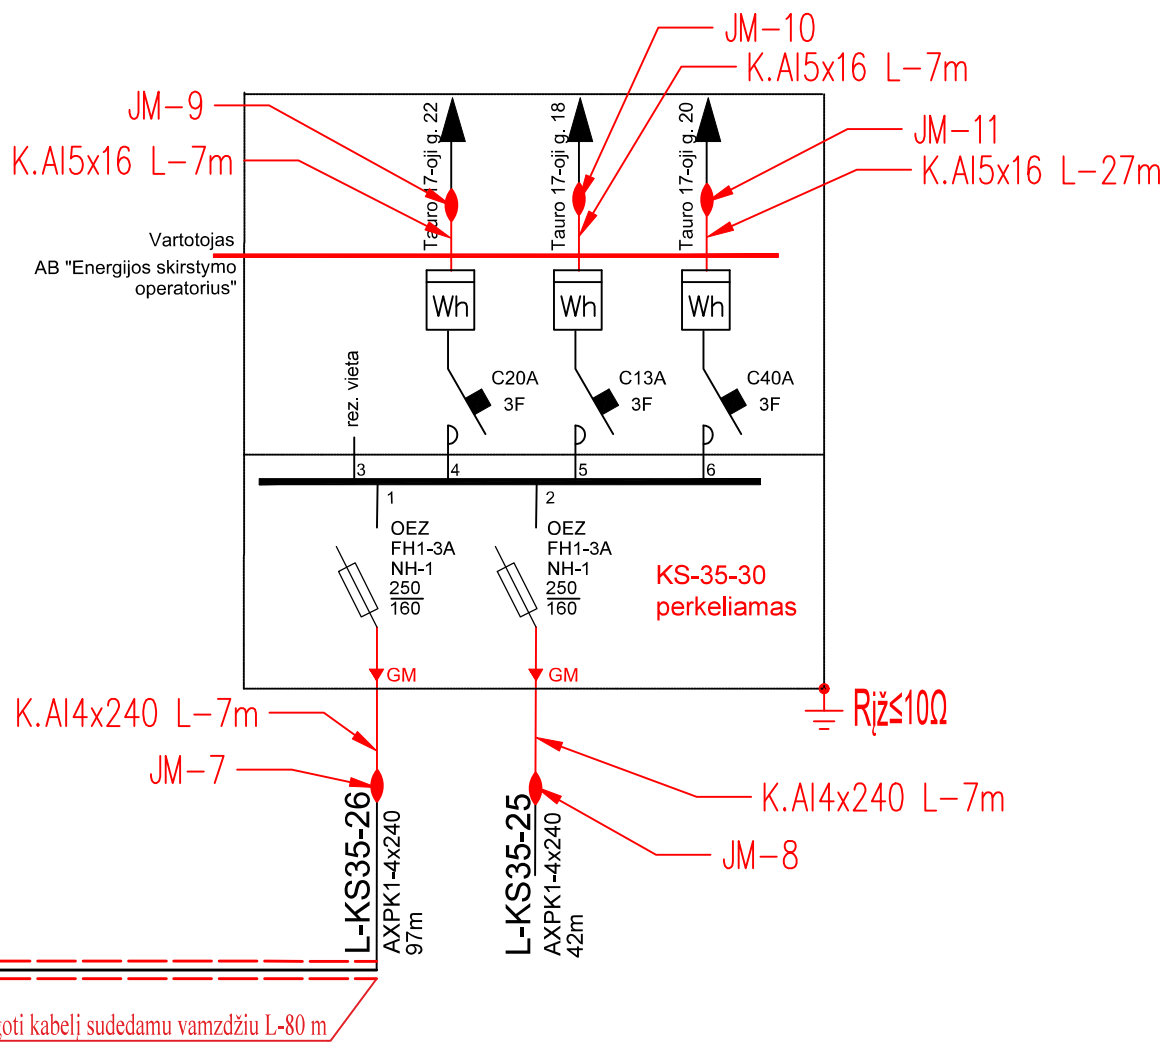 JM-10
K.Al5x16 L-7m
JM-9
K.Al5x16 L-7m
JM-11
K.Al5x16 L-27m
Tauro 17-oji g. 22
Tauro 17-oji g. 18
Tauro 17-oji g. 20
Vartotojas
AB "Energijos skirstymo
operatorius"
Wh
Wh
Wh
rez. vieta
C20A
3F
C13A
3F
C40A
3F
3
4
5
6
1
2
OEZ
FH1-3A
NH-1
250
160
OEZ
FH1-3A
NH-1
250
160
KS-35-30
perkeliamas
GM
GM
K.Al4x240 L-7m
Rįž≤10Ω
JM-7
K.Al4x240 L-7m
JM-8
L-KS35-26
AXPK1-4x240
97m
L-KS35-25
AXPK1-4x240
42m
goti kabelį sudedamu vamzdžiu L-80 m